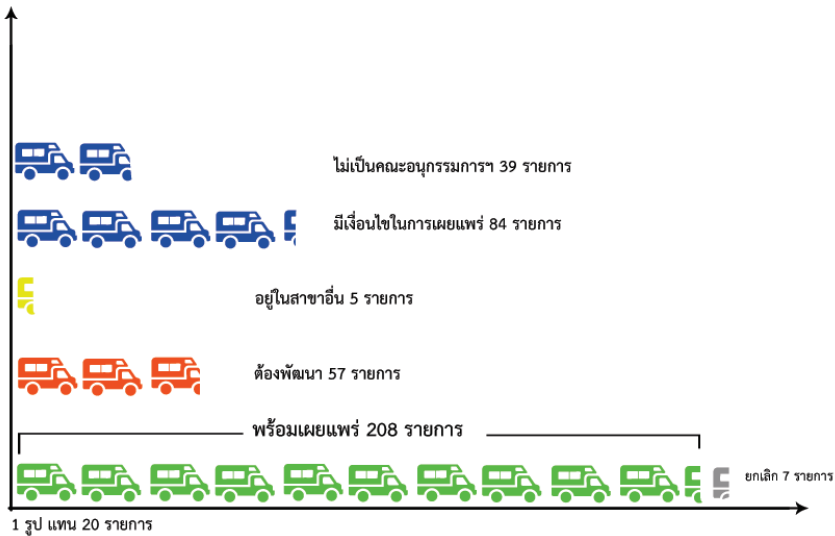 ไม่เป็นคณะอนุกรรมการฯ 39 รายการ
มีเงื่อนไขในการเผยแพร่ 84 รายการ
อยู่ในสาขาอื่น 5 รายการ
ต้องพัฒนา 57 รายการ
พร้อมเผยแพร่ 208 รายการ
ยกเลิก 7 รายการ
1 รูป แทน 20 รายการ